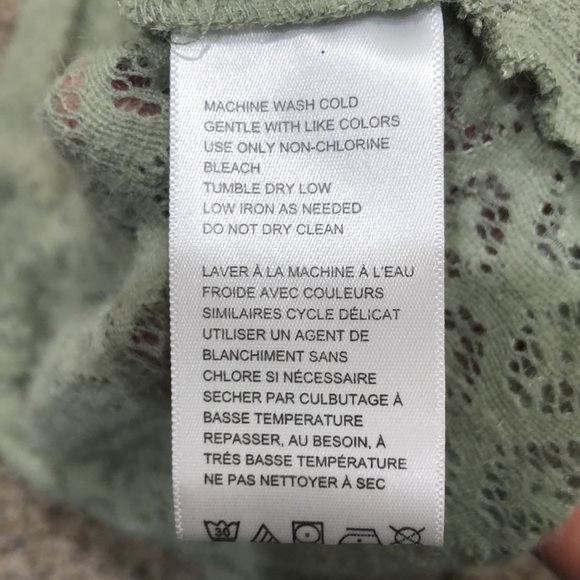 MACHINE WASH COLD
GENTLE WITH LIKE COLORS
USE ONLY NON-CHLORINE
BLEACH
TUMBLE DRY LOW
LOW IRON AS NEEDED
DO NOT DRY CLEAN
LAVER À LA MACHINE À L'EAU
FROIDE AVEC COULEURS
SIMILAIRES CYCLE DÉLICAT
UTILISER UN AGENT DE
BLANCHIMENT SANS
CHLORE SI NÉCESSAIRE
SECHER PAR CULBUTAGE À
BASSE TEMPERATURE
REPASSER, AU BESOIN, À
TRÉS BASSE TEMPÉRATURE
NE PAS NETTOYER À SEC
30